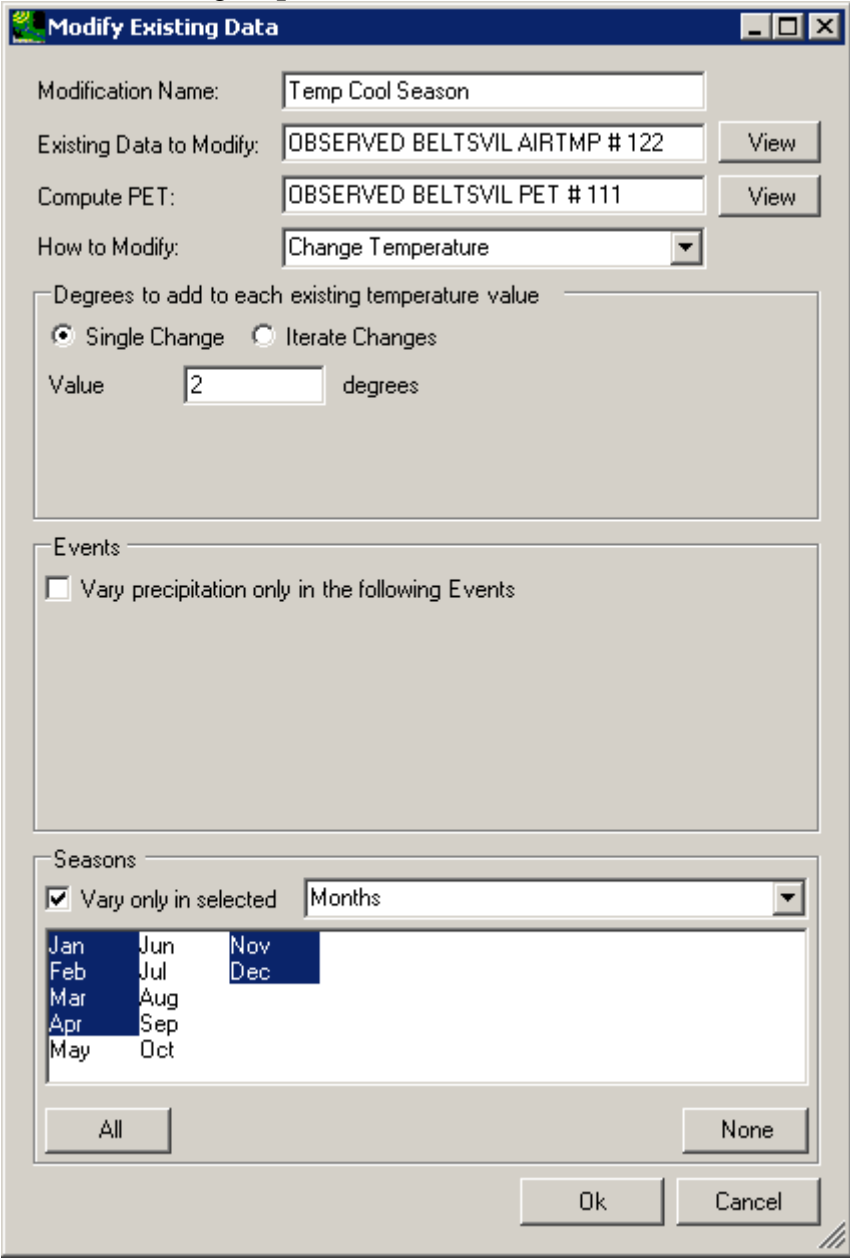 Modify Existing Data
Modification Name: Temp Cool Season
Existing Data to Modify: OBSERVED BELTSVIL AIRTMP # 122 View
Compute PET: OBSERVED BELTSVIL PET # 111 View
How to Modify: Change Temperature
Degrees to add to each existing temperature value
Single Change Iterate Changes
Value 2 degrees
Events
Vary precipitation only in the following Events
Seasons
Vary only in selected Months
Jan Jun Nov
Feb Jul Dec
Mar Aug
Apr Sep
May Oct
All None
Ok Cancel